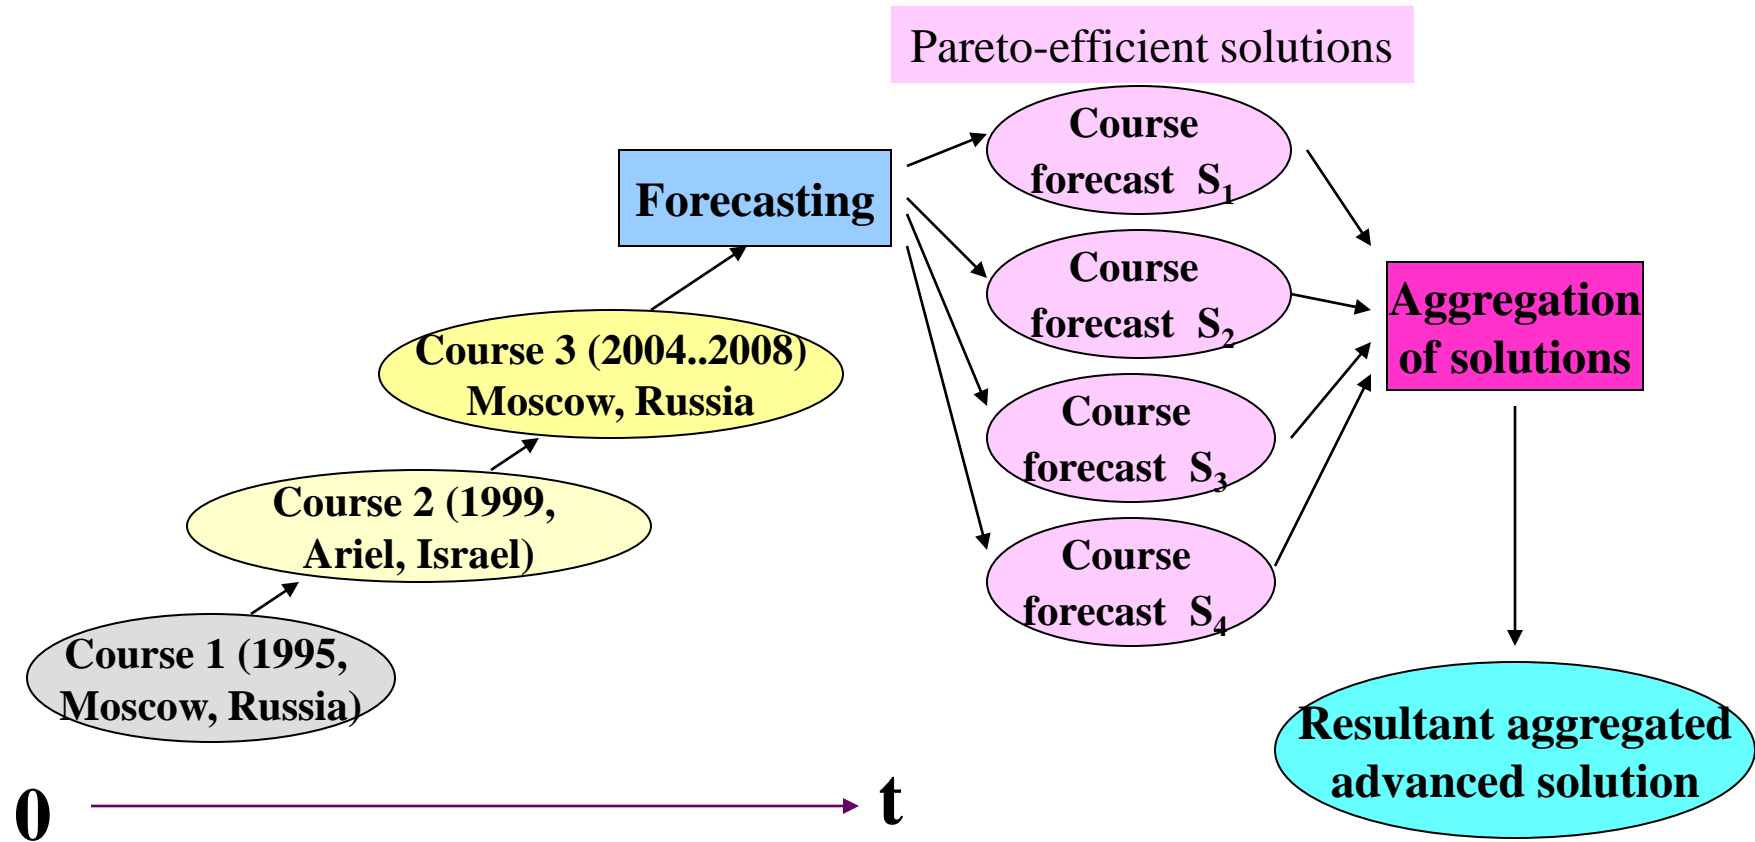 Pareto-efficient solutions
Course
forecast S₁
Forecasting
Course
forecast S₂
Aggregation
of solutions
Course 3 (2004..2008)
Moscow, Russia
Course
forecast S₃
Course 2 (1999,
Ariel, Israel)
Course
forecast S₄
Course 1 (1995,
Moscow, Russia)
Resultant aggregated
advanced solution
0
t